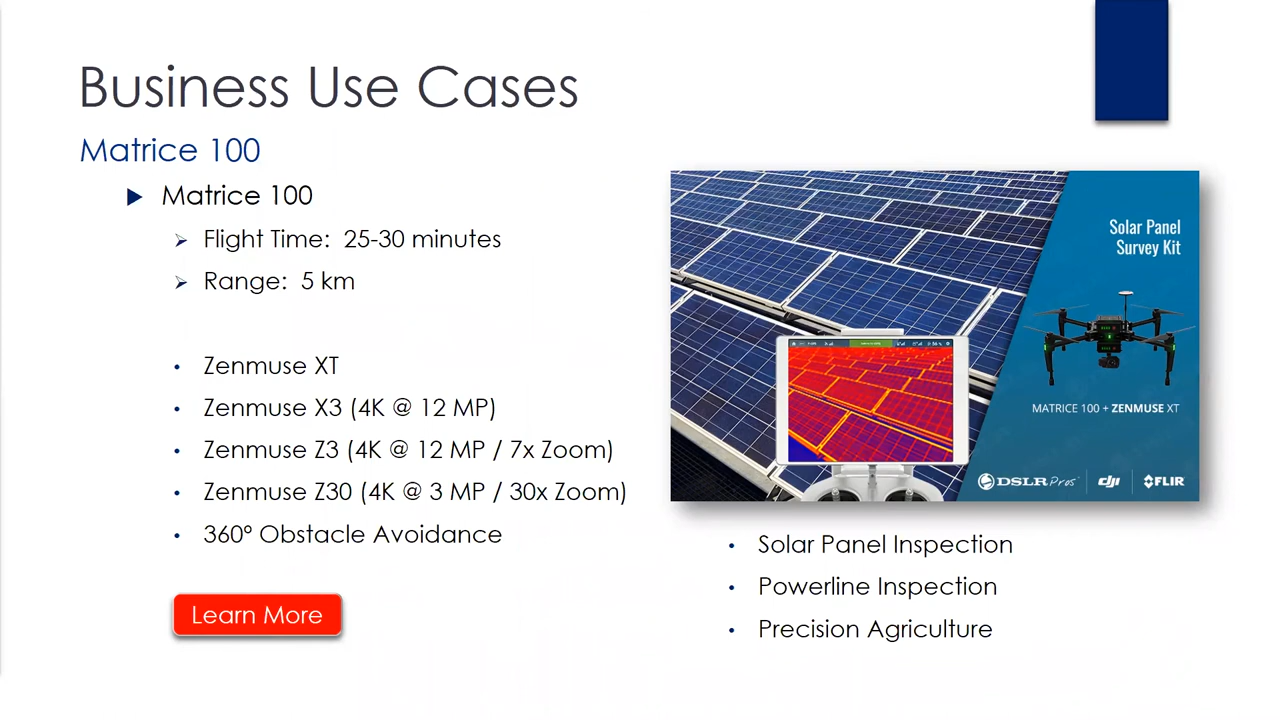 Business Use Cases
Matrice 100
Matrice 100
Flight Time: 25-30 minutes
Range: 5 km
Zenmuse XT
Zenmuse X3 (4K @ 12 MP)
Zenmuse Z3 (4K @ 12 MP / 7x Zoom)
Zenmuse Z30 (4K @ 3 MP / 30x Zoom)
360º Obstacle Avoidance
Learn More
Solar Panel
Survey Kit
MATRICE 100 + ZENMUSE XT
DSLRPros
dji
FLIR
Solar Panel Inspection
Powerline Inspection
Precision Agriculture